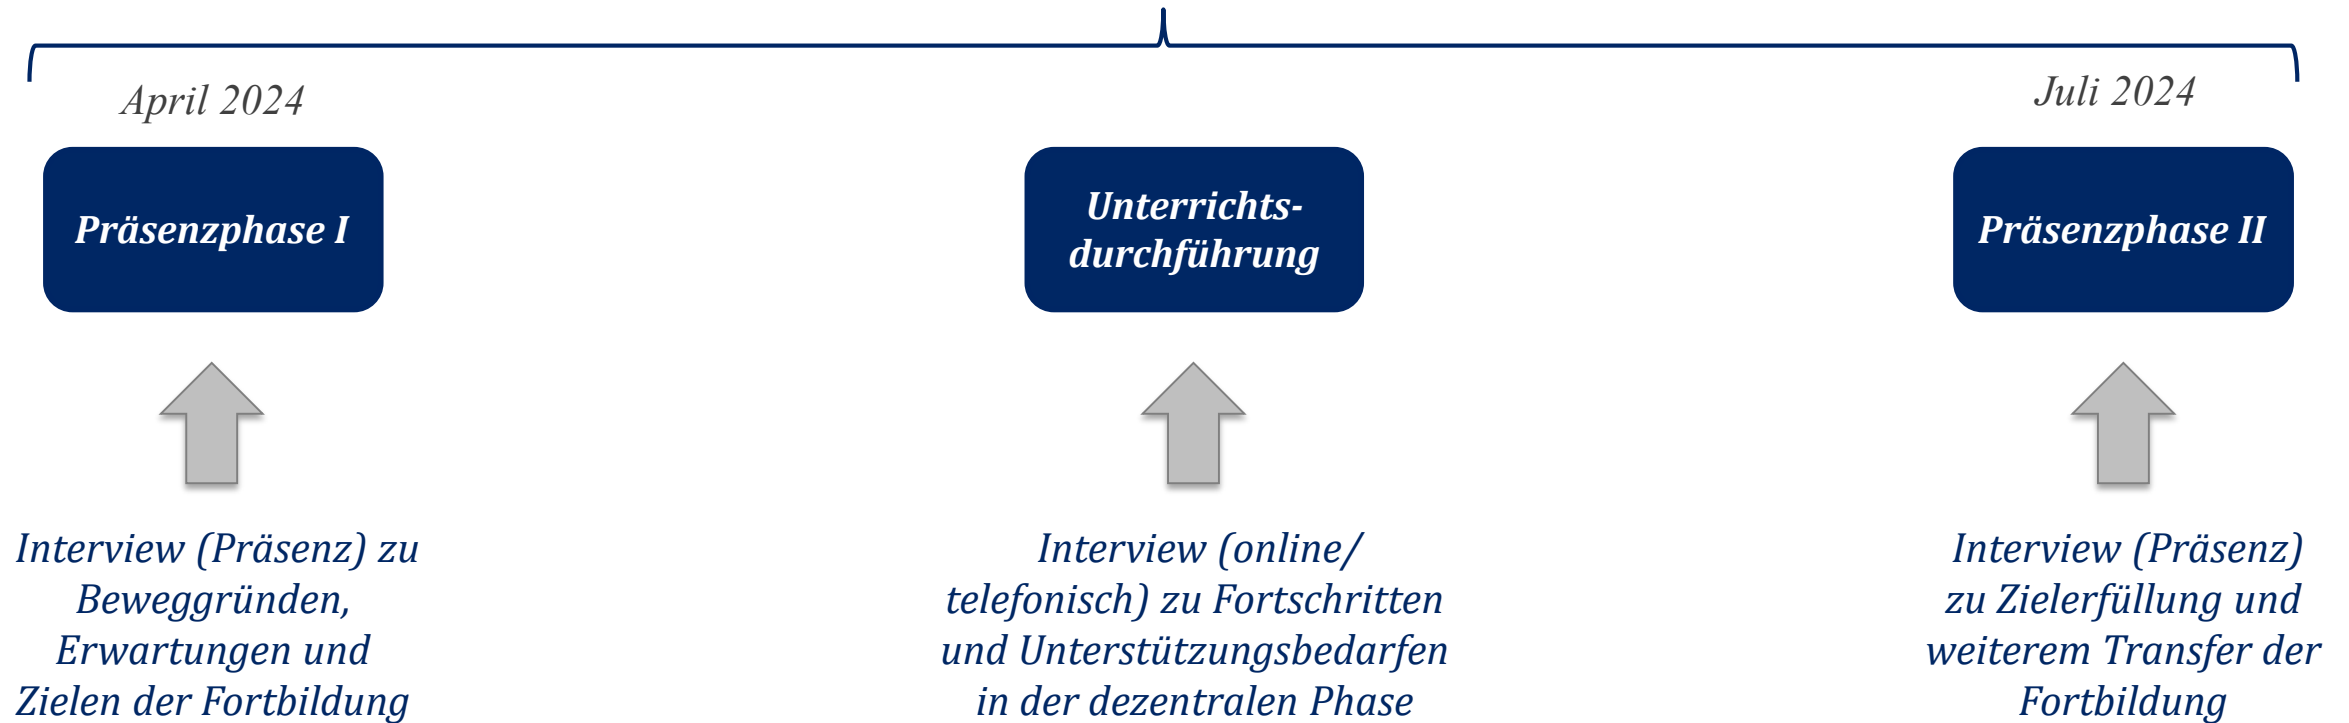 April 2024
Juli 2024
Präsenzphase I
Unterrichts-
durchführung
Präsenzphase II
Interview (Präsenz) zu
Beweggründen,
Erwartungen und
Zielen der Fortbildung
Interview (online/
telefonisch) zu Fortschritten
und Unterstützungsbedarfen
in der dezentralen Phase
Interview (Präsenz)
zu Zielerfüllung und
weiterem Transfer der
Fortbildung